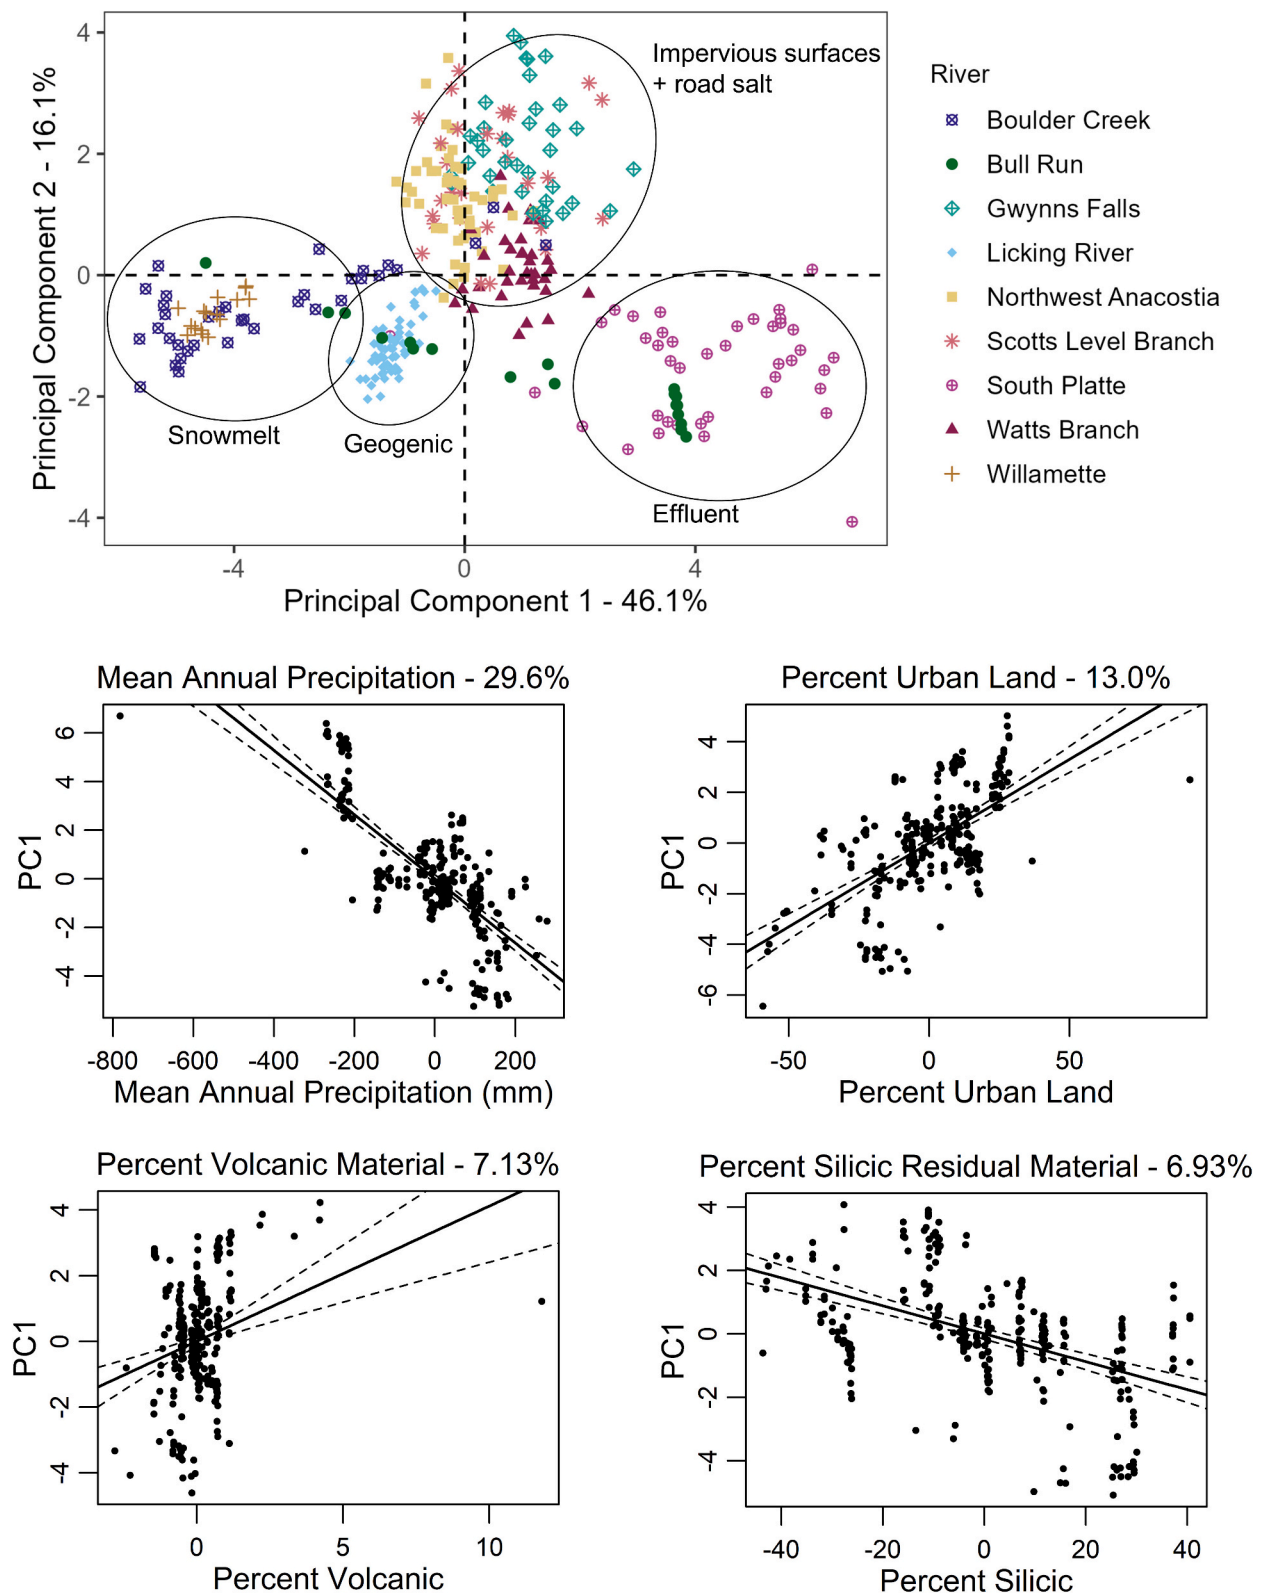 Principal Component 2 - 16.1%
4
2
0
-2
-4
Impervious surfaces
+ road salt
Snowmelt
Geogenic
Effluent
-4
0
4
Principal Component 1 - 46.1%
River
Boulder Creek
Bull Run
Gwynns Falls
Licking River
Northwest Anacostia
Scotts Level Branch
South Platte
Watts Branch
Willamette
Mean Annual Precipitation - 29.6%
PC1
6
4
2
0
-2
-4
-800
-600
-400
-200
0
200
Mean Annual Precipitation (mm)
Percent Urban Land - 13.0%
PC1
4
2
0
-2
-4
-6
-50
0
50
Percent Urban Land
Percent Volcanic Material - 7.13%
PC1
4
2
0
-2
-4
0
5
10
Percent Volcanic
Percent Silicic Residual Material - 6.93%
PC1
4
2
0
-2
-4
-40
-20
0
20
40
Percent Silicic